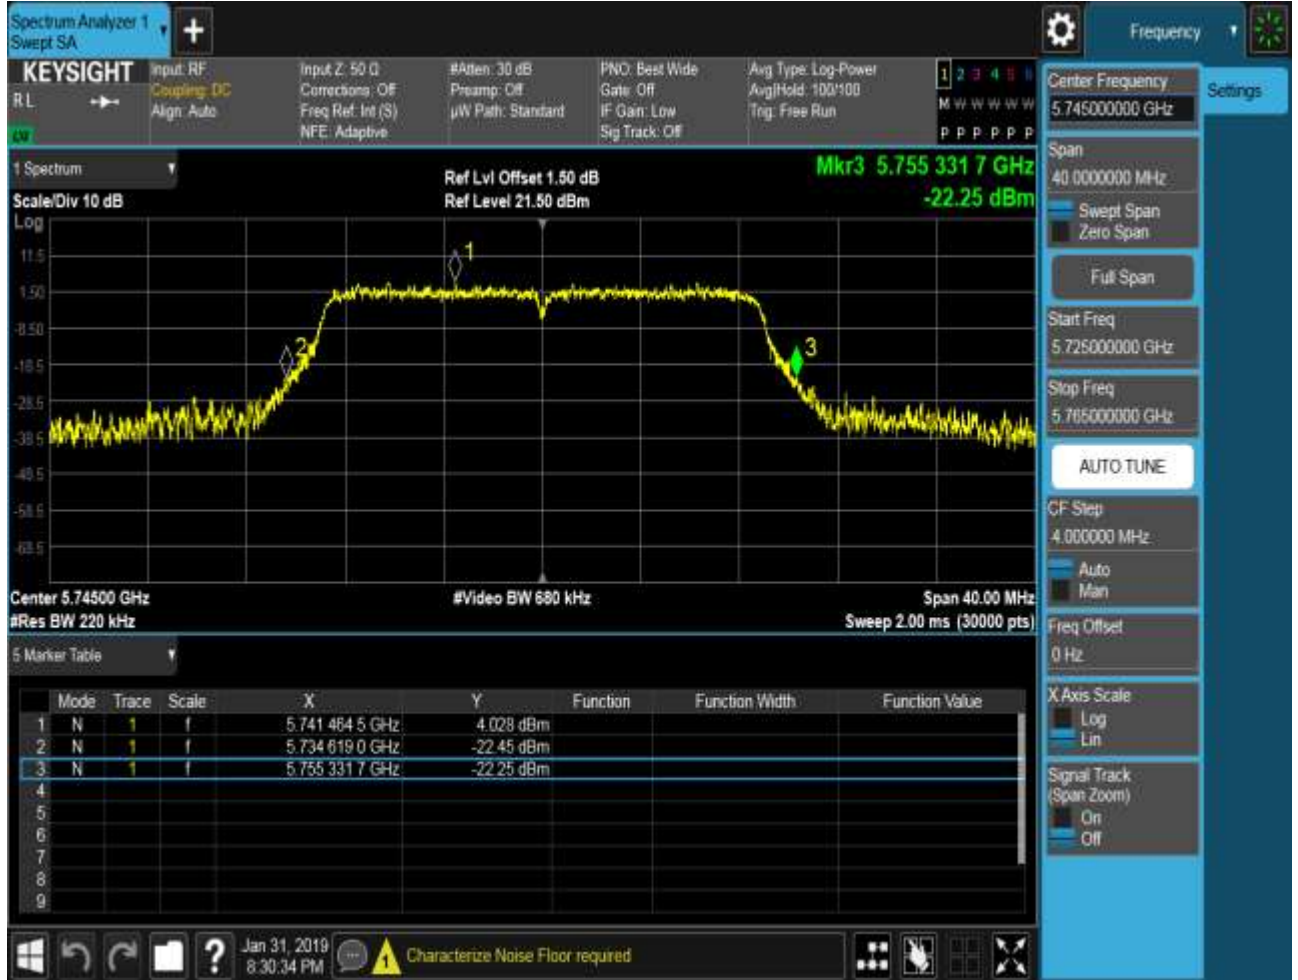 Spectrum Analyzer 1
Swept SA
+
Frequency
KEYSIGHT
RL
Input: RF
Coupling: DC
Align: Auto
Input Z: 50 Ω
Corrections: Off
Freq Ref: Int (S)
NFE: Adaptive
#Atten: 30 dB
Preamp: Off
µW Path: Standard
PNO: Best Wide
Gate: Off
IF Gain: Low
Sig Track: Off
Avg Type: Log-Power
Avg|Hold: 100/100
Trig: Free Run
1 2 3 4 5 6
M W W W W W
P P P P P P
1 Spectrum
Scale/Div 10 dB
Ref Lvl Offset 1.50 dB
Ref Level 21.50 dBm
Mkr3 5.755 331 7 GHz
-22.25 dBm
Log
11.5
1.50
-8.50
-18.5
-28.5
-38.5
-48.5
-58.5
-68.5
1
2
3
Center 5.74500 GHz
#Video BW 680 kHz
Span 40.00 MHz
#Res BW 220 kHz
Sweep 2.00 ms (30000 pts)
5 Marker Table
Mode Trace Scale X Y Function Function Width Function Value
1 N 1 f 5.741 464 5 GHz 4.028 dBm
2 N 1 f 5.734 619 0 GHz -22.45 dBm
3 N 1 f 5.755 331 7 GHz -22.25 dBm
4
5
6
7
8
9
Center Frequency
5.745000000 GHz
Settings
Span
40.0000000 MHz
Swept Span
Zero Span
Full Span
Start Freq
5.725000000 GHz
Stop Freq
5.765000000 GHz
AUTO TUNE
CF Step
4.000000 MHz
Auto
Man
Freq Offset
0 Hz
X Axis Scale
Log
Lin
Signal Track
(Span Zoom)
On
Off
?
Jan 31, 2019
8:30:34 PM
1
Characterize Noise Floor required